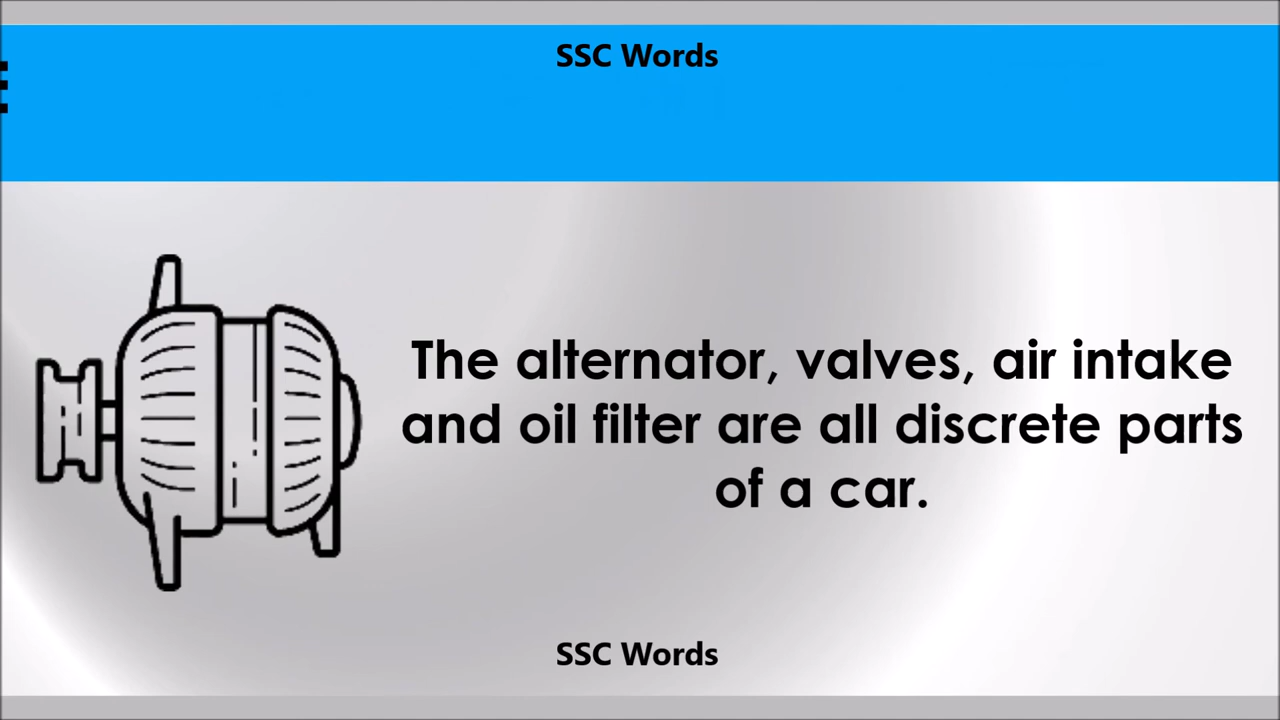 SSC Words
The alternator, valves, air intake
and oil filter are all discrete parts
of a car.
SSC Words